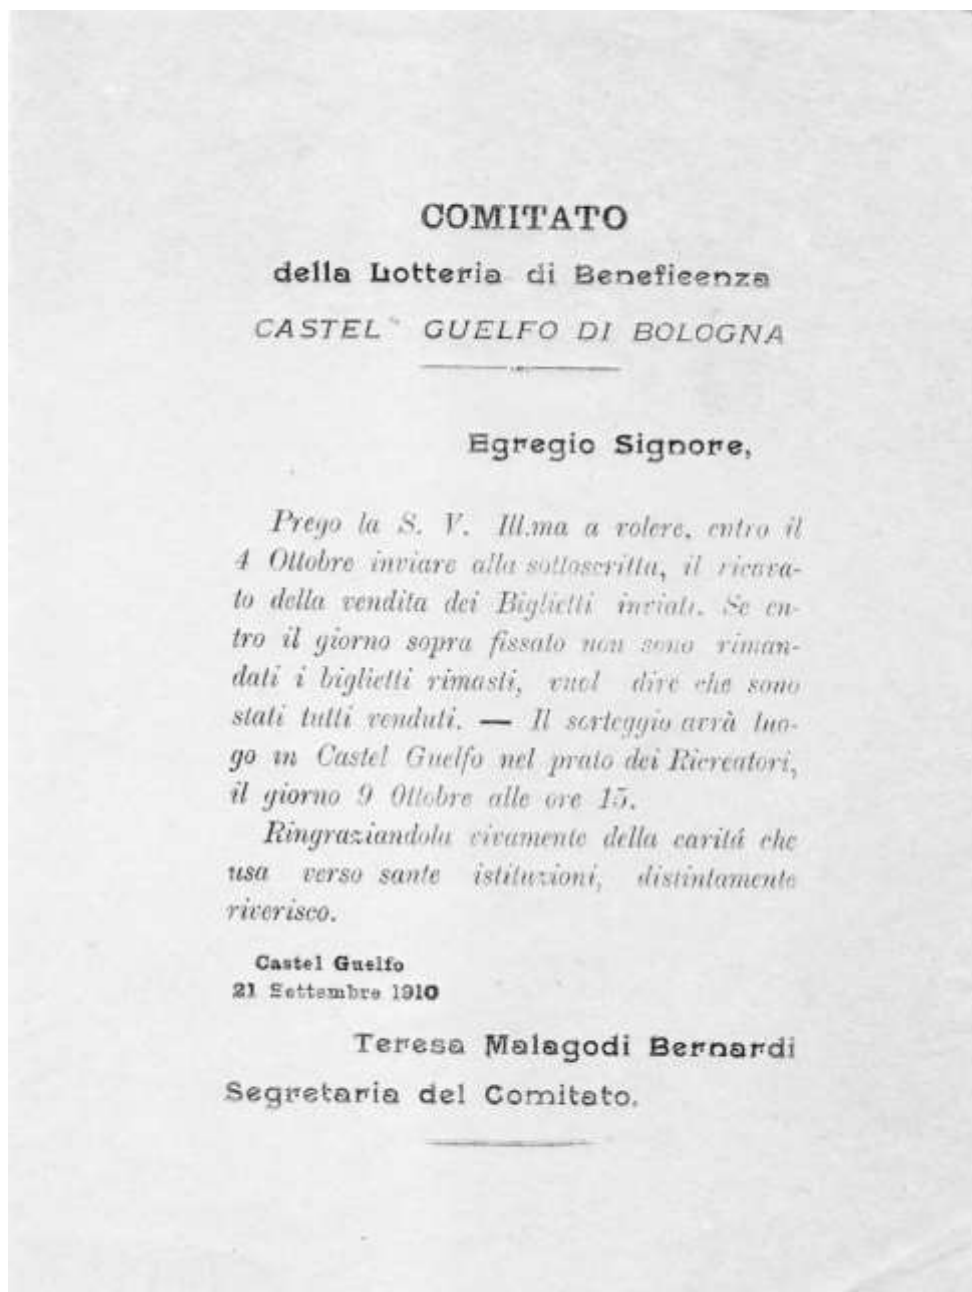 COMITATO
della Lotteria di Beneficenza
CASTEL GUELFO DI BOLOGNA
Egregio Signore,
Prego la S. V. Ill.ma a volere, entro il
4 Ottobre inviare alla sottoscritta, il ricava-
to della vendita dei Biglietti inviati. Se en-
tro il giorno sopra fissato non sono riman-
dati i biglietti rimasti, vuol dire che sono
stati tutti venduti. — Il sorteggio avrà luo-
go in Castel Guelfo nel prato dei Ricreatori,
il giorno 9 Ottobre alle ore 15.
Ringraziandola vivamente della caritá che
usa verso sante istituzioni, distintamente
riverisco.
Castel Guelfo
21 Settembre 1910
Teresa Malagodi Bernardi
Segretaria del Comitato.